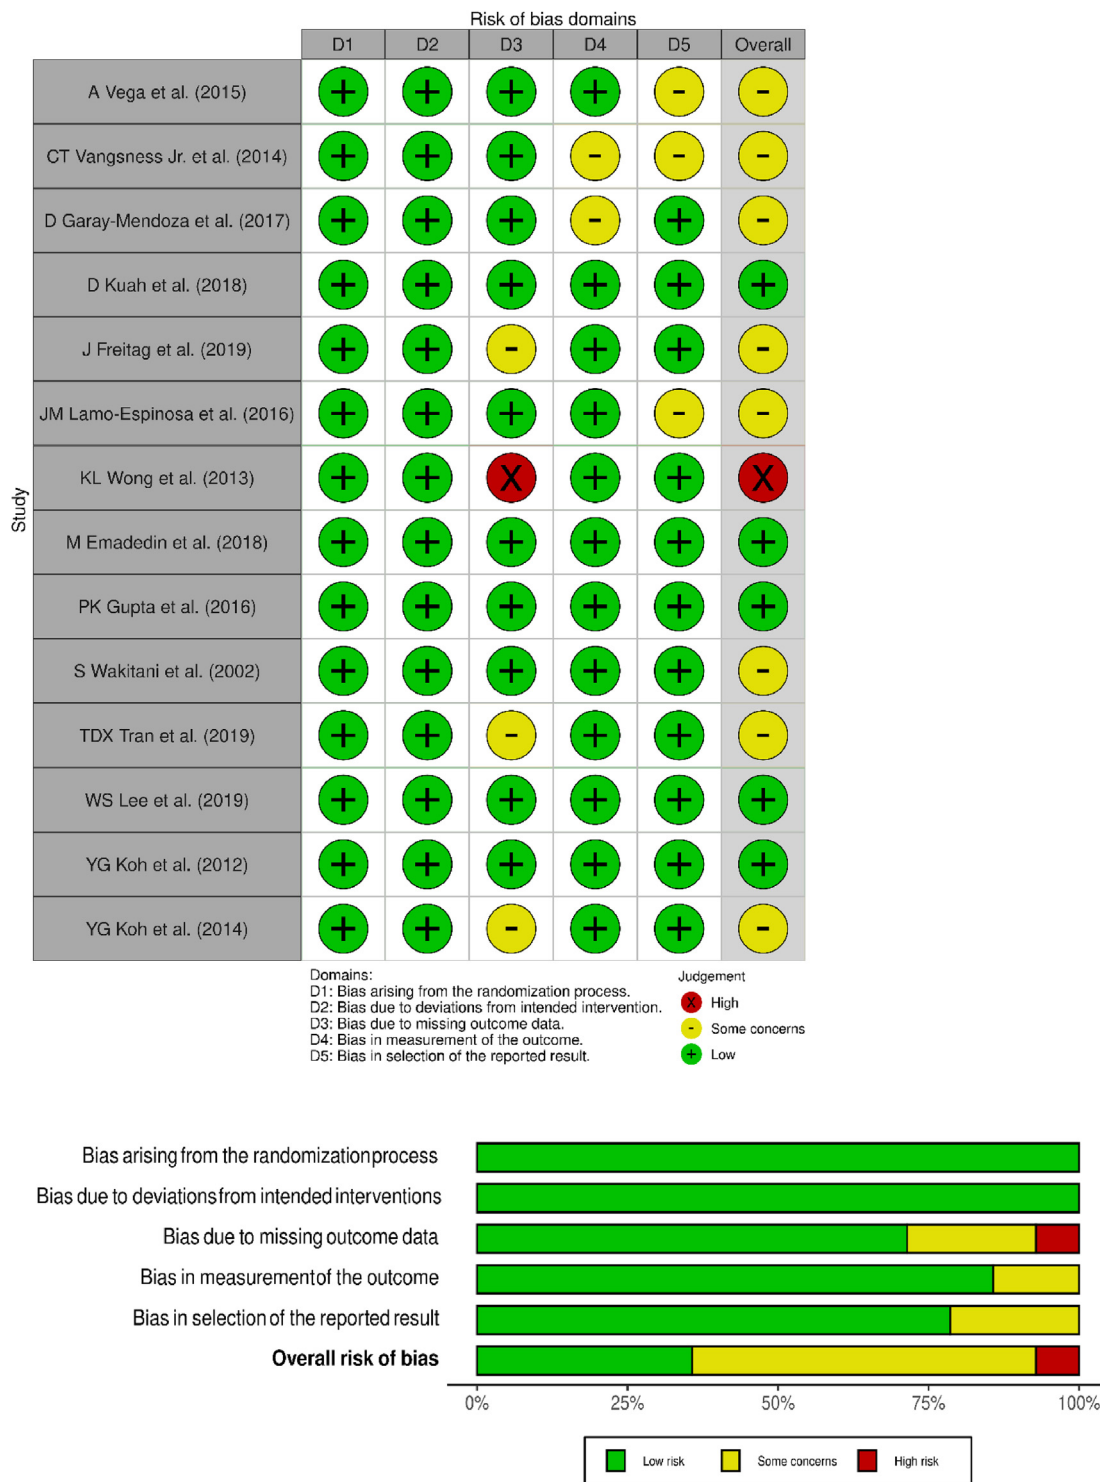 Risk of bias domains
D1 D2 D3 D4 D5 Overall
Study
A Vega et al. (2015) + + + + - -
CT Vangsness Jr. et al. (2014) + + + - - -
D Garay-Mendoza et al. (2017) + + + - + -
D Kuah et al. (2018) + + + + + +
J Freitag et al. (2019) + + - + + -
JM Lamo-Espinosa et al. (2016) + + + + - -
KL Wong et al. (2013) + + X + + X
M Emadedin et al. (2018) + + + + + +
PK Gupta et al. (2016) + + + + + +
S Wakitani et al. (2002) + + + + + -
TDX Tran et al. (2019) + + - + + -
WS Lee et al. (2019) + + + + + +
YG Koh et al. (2012) + + + + + +
YG Koh et al. (2014) + + - + + -
Domains:
D1: Bias arising from the randomization process.
D2: Bias due to deviations from intended intervention.
D3: Bias due to missing outcome data.
D4: Bias in measurement of the outcome.
D5: Bias in selection of the reported result.
Judgement
X High
- Some concerns
+ Low
Bias arising from the randomization process
Bias due to deviations from intended interventions
Bias due to missing outcome data
Bias in measurement of the outcome
Bias in selection of the reported result
Overall risk of bias
0% 25% 50% 75% 100%
Low risk Some concerns High risk